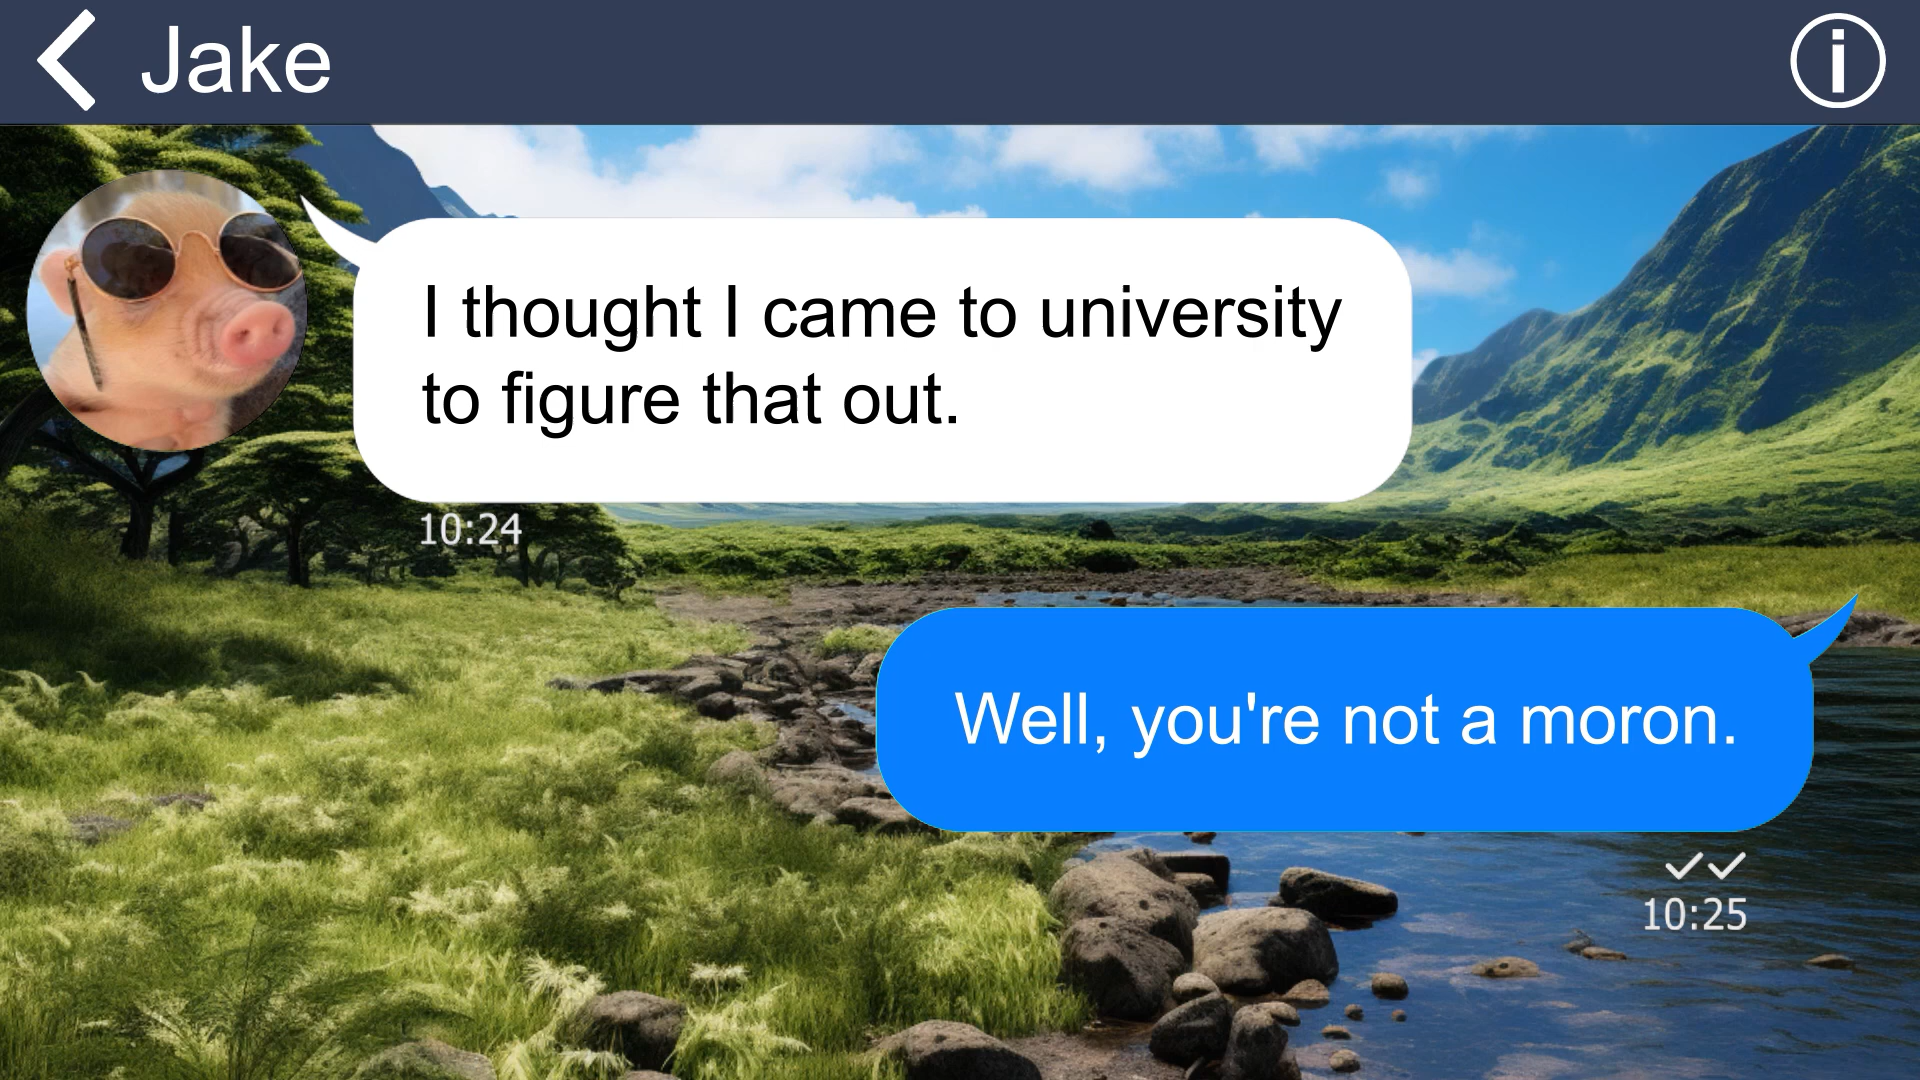 Jake
I thought I came to university
to figure that out.
10:24
Well, you're not a moron.
10:25